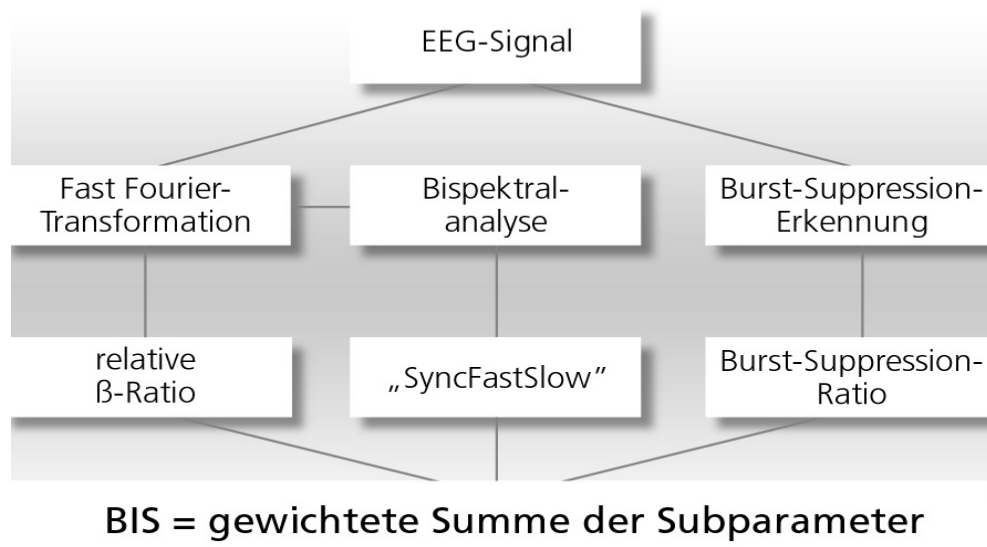 EEG-Signal
Fast Fourier-
Transformation
Bispektral-
analyse
Burst-Suppression-
Erkennung
relative
ß-Ratio
„SyncFastSlow”
Burst-Suppression-
Ratio
BIS = gewichtete Summe der Subparameter